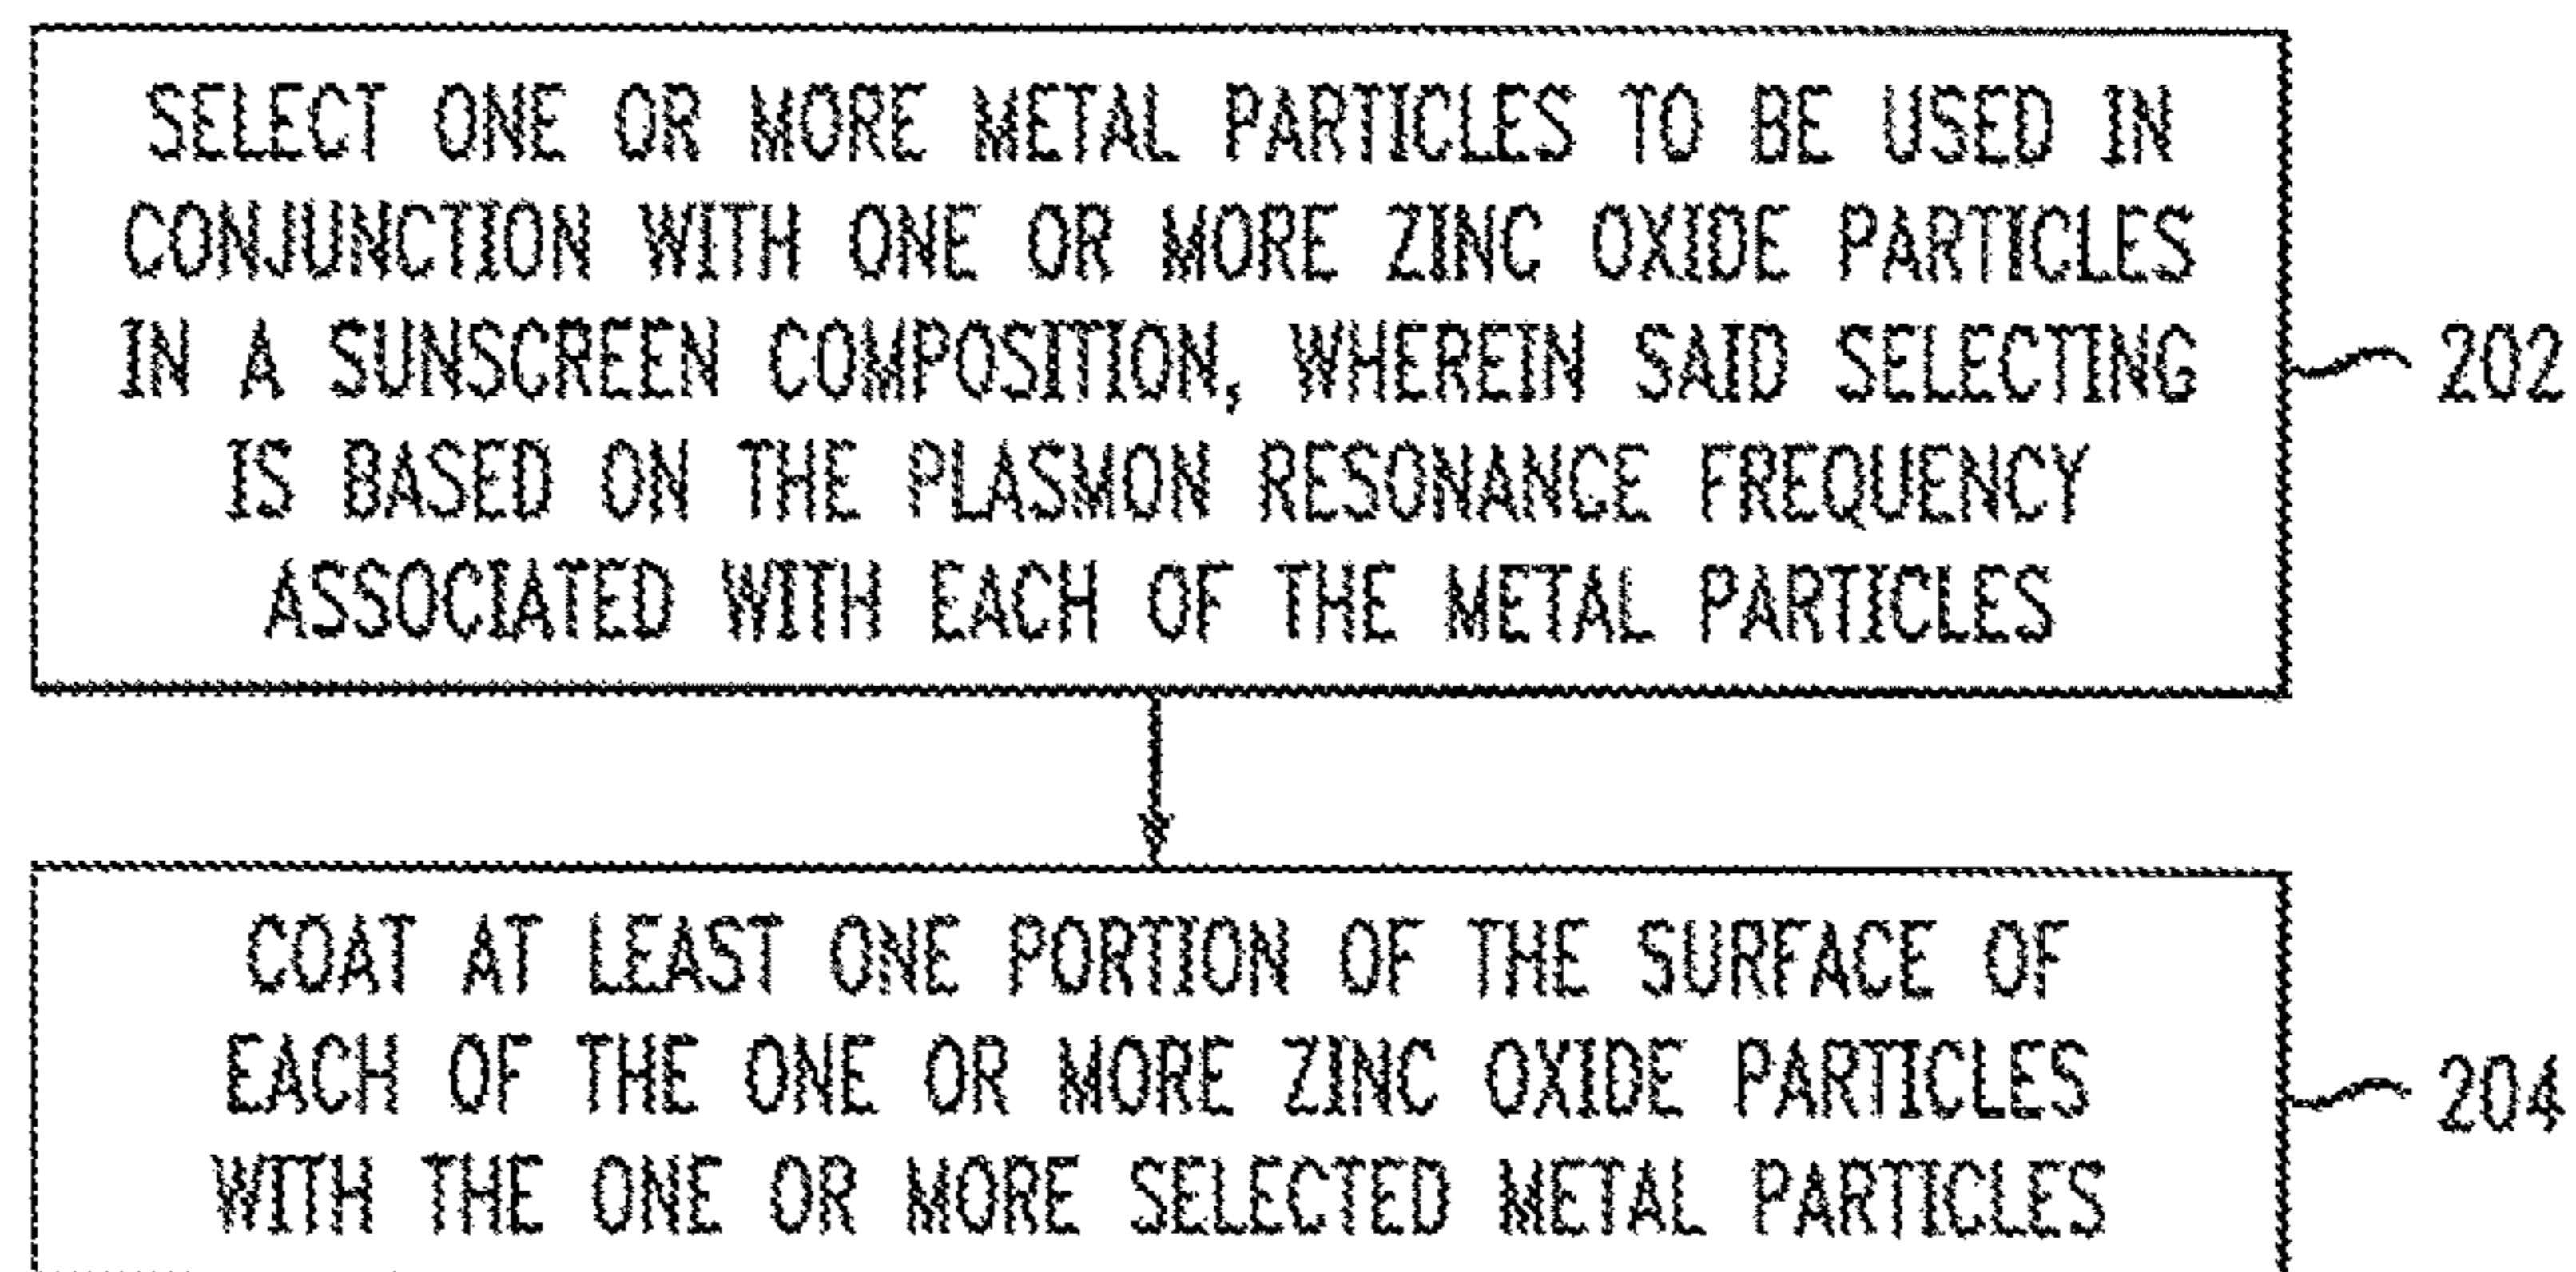 SELECT ONE OR MORE METAL PARTICLES TO BE USED IN
CONJUNCTION WITH ONE OR MORE ZINC OXIDE PARTICLES
IN A SUNSCREEN COMPOSITION, WHEREIN SAID SELECTING
IS BASED ON THE PLASMON RESONANCE FREQUENCY
ASSOCIATED WITH EACH OF THE METAL PARTICLES
202
COAT AT LEAST ONE PORTION OF THE SURFACE OF
EACH OF THE ONE OR MORE ZINC OXIDE PARTICLES
WITH THE ONE OR MORE SELECTED METAL PARTICLES
204